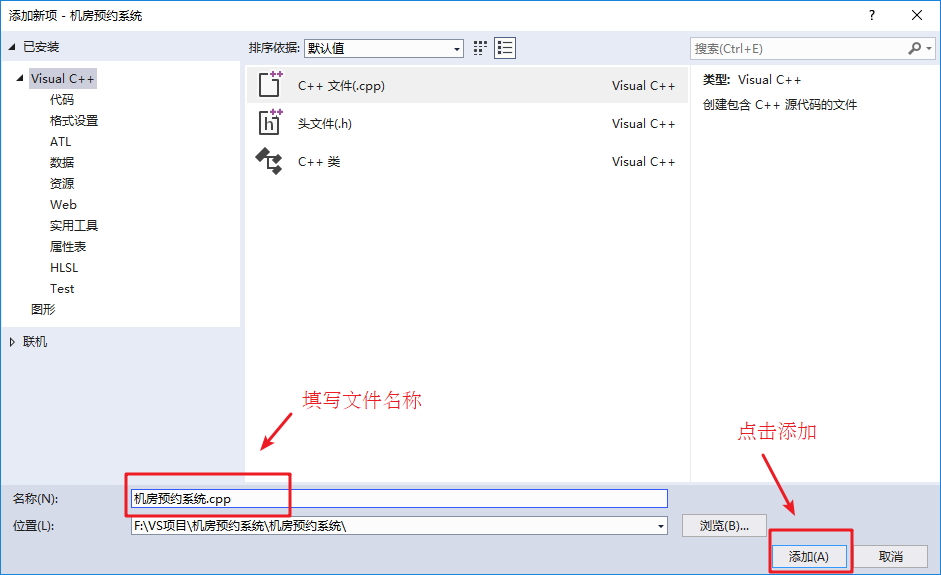 添加新项 - 机房预约系统
?
已安装
排序依据:
默认值
搜索(Ctrl+E)
Visual C++
代码
格式设置
ATL
数据
资源
Web
实用工具
属性表
HLSL
Test
图形
联机
C++ 文件(.cpp)
Visual C++
头文件(.h)
Visual C++
C++ 类
Visual C++
类型: Visual C++
创建包含 C++ 源代码的文件
填写文件名称
点击添加
名称(N):
机房预约系统.cpp
位置(L):
F:\VS项目\机房预约系统\机房预约系统\
浏览(B)...
添加(A)
取消